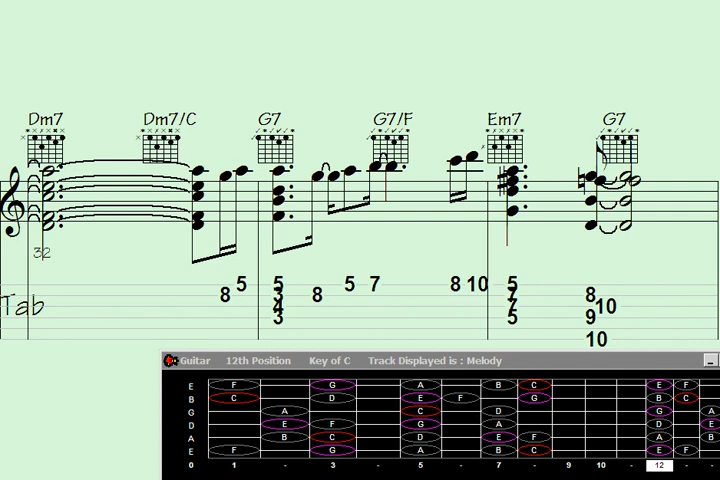 Dm7 Dm7/C G7 G7/F Em7 G7
32
5 5 5 7 8 10 5
8 3 8 7 8
Tab 4 7 10
3 5 9
10
Guitar 12th Position Key of C Track Displayed is : Melody
E F G A B C E F
B C D E F G B C
G A C D G A
D E F G A D E
A B C D E F A B
E F G A B C E F
0 1 - 3 - 5 - 7 - 9 10 - 12 -